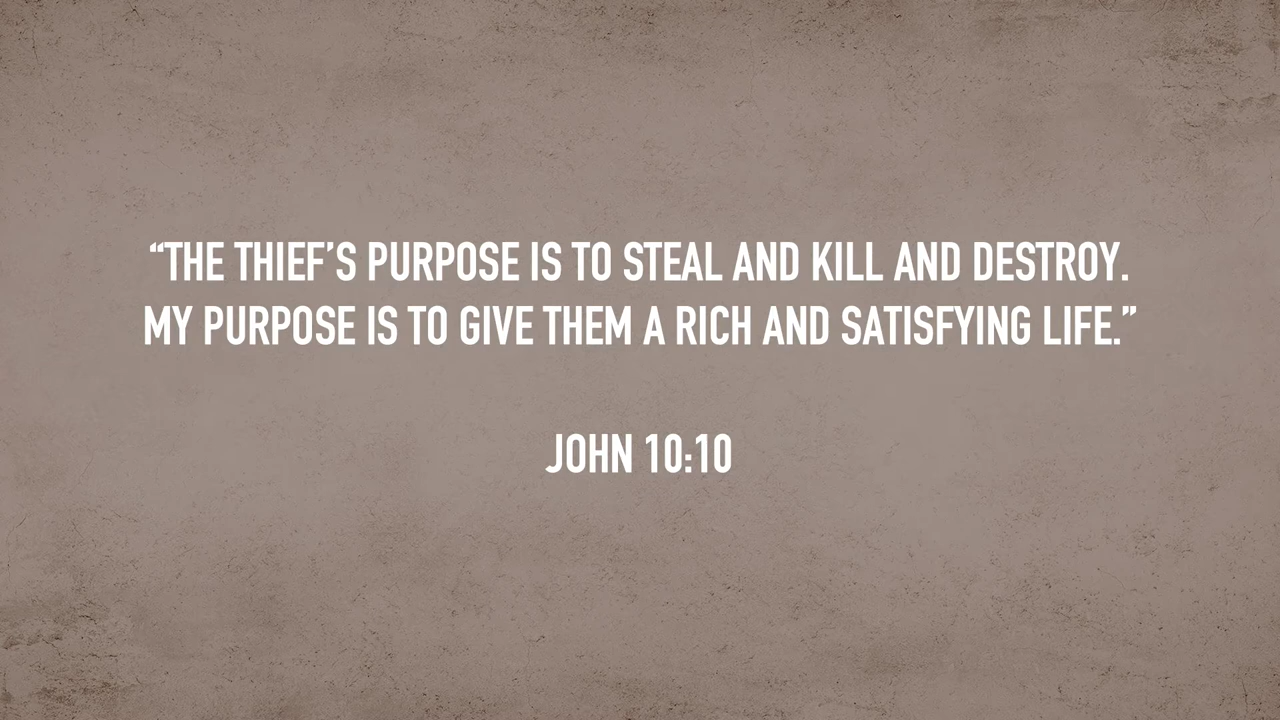 “THE THIEF’S PURPOSE IS TO STEAL AND KILL AND DESTROY.
MY PURPOSE IS TO GIVE THEM A RICH AND SATISFYING LIFE.”
JOHN 10:10